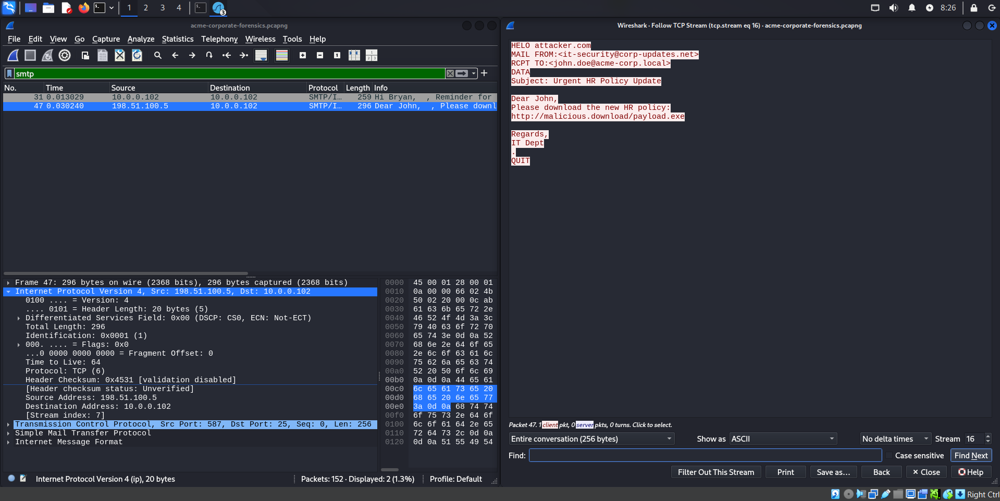 1 2 3 4 3 8:26
acme-corporate-forensics.pcapng
File Edit View Go Capture Analyze Statistics Telephony Wireless Tools Help
smtp
No. Time Source Destination Protocol Length Info
31 0.013029 10.0.0.102 10.0.0.102 SMTP/I… 259 Hi Bryan,  , Reminder for
47 0.030240 198.51.100.5 10.0.0.102 SMTP/I… 296 Dear John,  , Please downl
Frame 47: 296 bytes on wire (2368 bits), 296 bytes captured (2368 bits)
Internet Protocol Version 4, Src: 198.51.100.5, Dst: 10.0.0.102
0100 .... = Version: 4
.... 0101 = Header Length: 20 bytes (5)
Differentiated Services Field: 0x00 (DSCP: CS0, ECN: Not-ECT)
Total Length: 296
Identification: 0x0001 (1)
000. .... = Flags: 0x0
...0 0000 0000 0000 = Fragment Offset: 0
Time to Live: 64
Protocol: TCP (6)
Header Checksum: 0x4531 [validation disabled]
[Header checksum status: Unverified]
Source Address: 198.51.100.5
Destination Address: 10.0.0.102
[Stream index: 7]
Transmission Control Protocol, Src Port: 587, Dst Port: 25, Seq: 0, Len: 256
Simple Mail Transfer Protocol
Internet Message Format
0000 45 00 01 28 00 01
0010 0a 00 00 66 02 4b
0020 50 02 20 00 0c ab
0030 61 63 6b 65 72 2e
0040 46 52 4f 4d 3a 3c
0050 79 40 63 6f 72 70
0060 65 74 3e 0d 0a 52
0070 68 6e 2e 64 6f 65
0080 2e 6c 6f 63 61 6c
0090 75 62 6a 65 63 74
00a0 52 20 50 6f 6c 69
00b0 0a 0d 0a 44 65 61
00c0 6c 65 61 73 65 20
00d0 68 65 20 6e 65 77
00e0 3a 0d 0a 68 74 74
00f0 6f 75 73 2e 64 6f
0100 6c 6f 61 64 2e 65
0110 72 64 73 2c 0d 0a
0120 0d 0a 51 55 49 54
Internet Protocol Version 4 (ip), 20 bytes Packets: 152 · Displayed: 2 (1.3%) Profile: Default
Wireshark · Follow TCP Stream (tcp.stream eq 16) · acme-corporate-forensics.pcapng
HELO attacker.com
MAIL FROM:<it-security@corp-updates.net>
RCPT TO:<john.doe@acme-corp.local>
DATA
Subject: Urgent HR Policy Update
Dear John,
Please download the new HR policy:
http://malicious.download/payload.exe
Regards,
IT Dept
.
QUIT
Packet 47. 1 client pkt, 0 server pkts, 0 turns. Click to select.
Entire conversation (256 bytes) Show as ASCII No delta times Stream 16
Find: Case sensitive Find Next
Filter Out This Stream Print Save as… Back Close Help
Right Ctrl